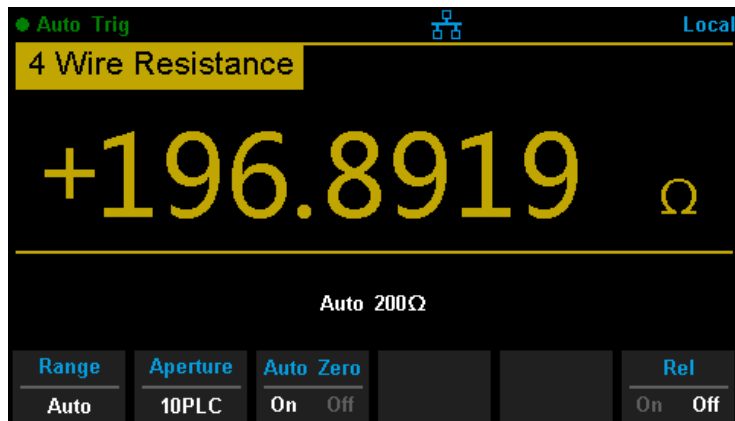 Auto Trig Local
4 Wire Resistance
+196.8919 Ω
Auto 200Ω
Range Aperture Auto Zero Rel
Auto 10PLC On Off On Off